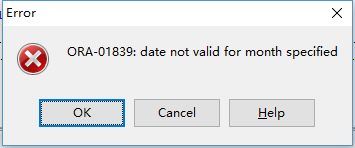 Error
ORA-01839: date not valid for month specified
OK
Cancel
Help